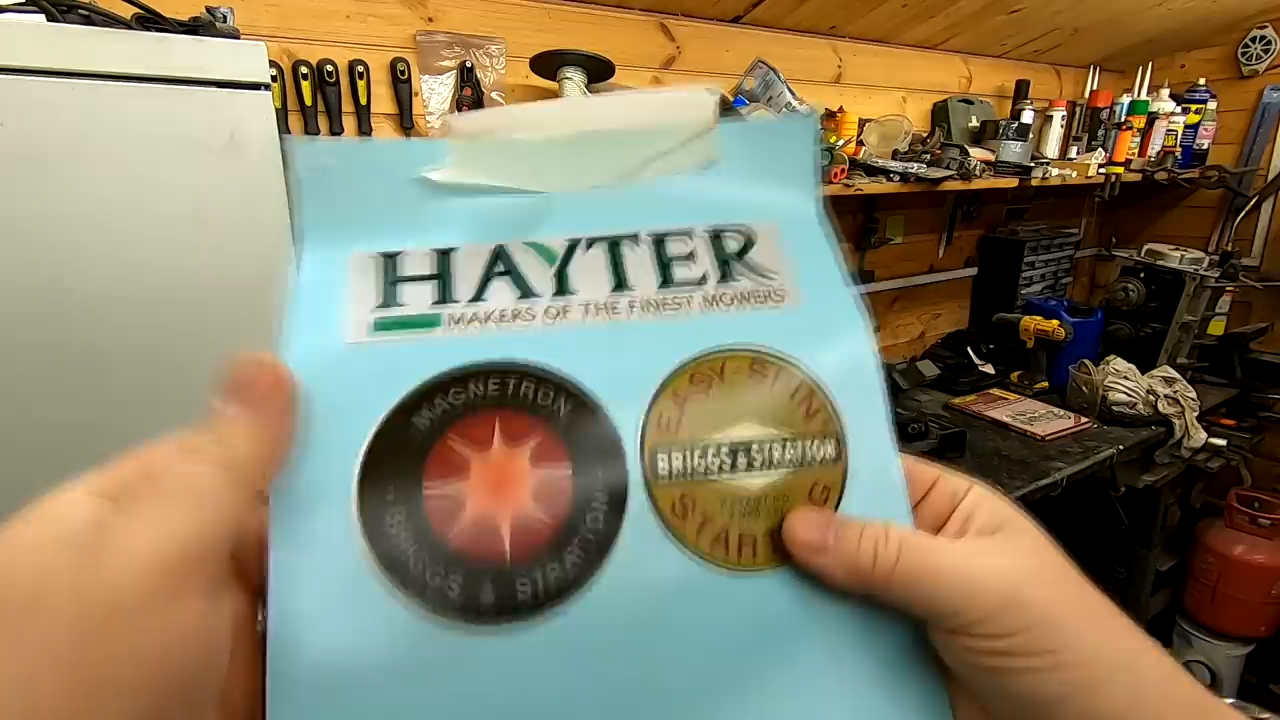 HAYTER
MAKERS OF THE FINEST MOWERS
MAGNETRON
BRIGGS & STRATTON
EASY-SPIN
BRIGGS & STRATTON
STARTING